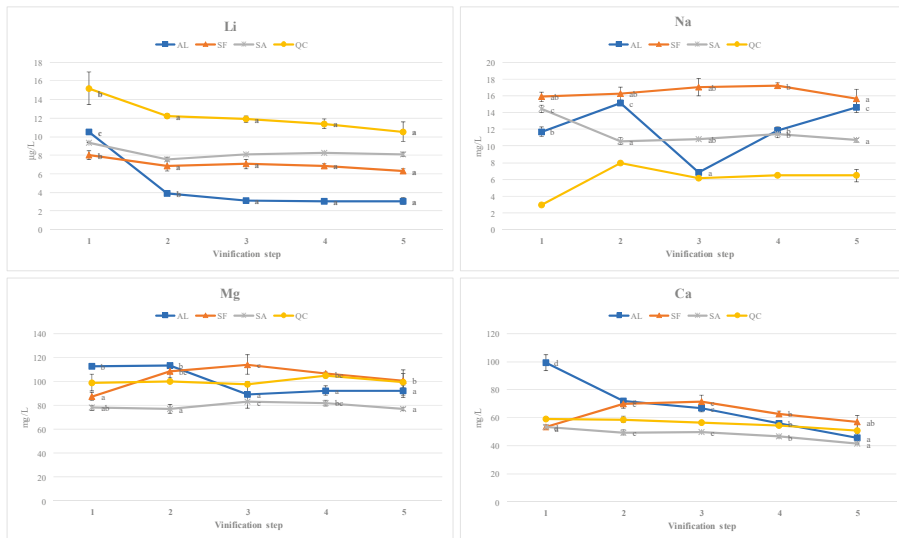 Li
AL SF SA QC
µg/L
18
16
14
12
10
8
6
4
2
0
b a a a a
c
b a a a a
b a a a
1 2 3 4 5
Vinification step
Na
AL SF SA QC
mg/L
20
18
16
14
12
10
8
6
4
2
0
ab ab ab b a
c c c
b a ab b a
a
1 2 3 4 5
Vinification step
Mg
AL SF SA QC
mg/L
140
120
100
80
60
40
20
0
b b c bc b
bc
a a a a
ab a c bc a
1 2 3 4 5
Vinification step
Ca
AL SF SA QC
mg/L
120
100
80
60
40
20
0
d
c c b ab
c b a
d c c b a
1 2 3 4 5
Vinification step